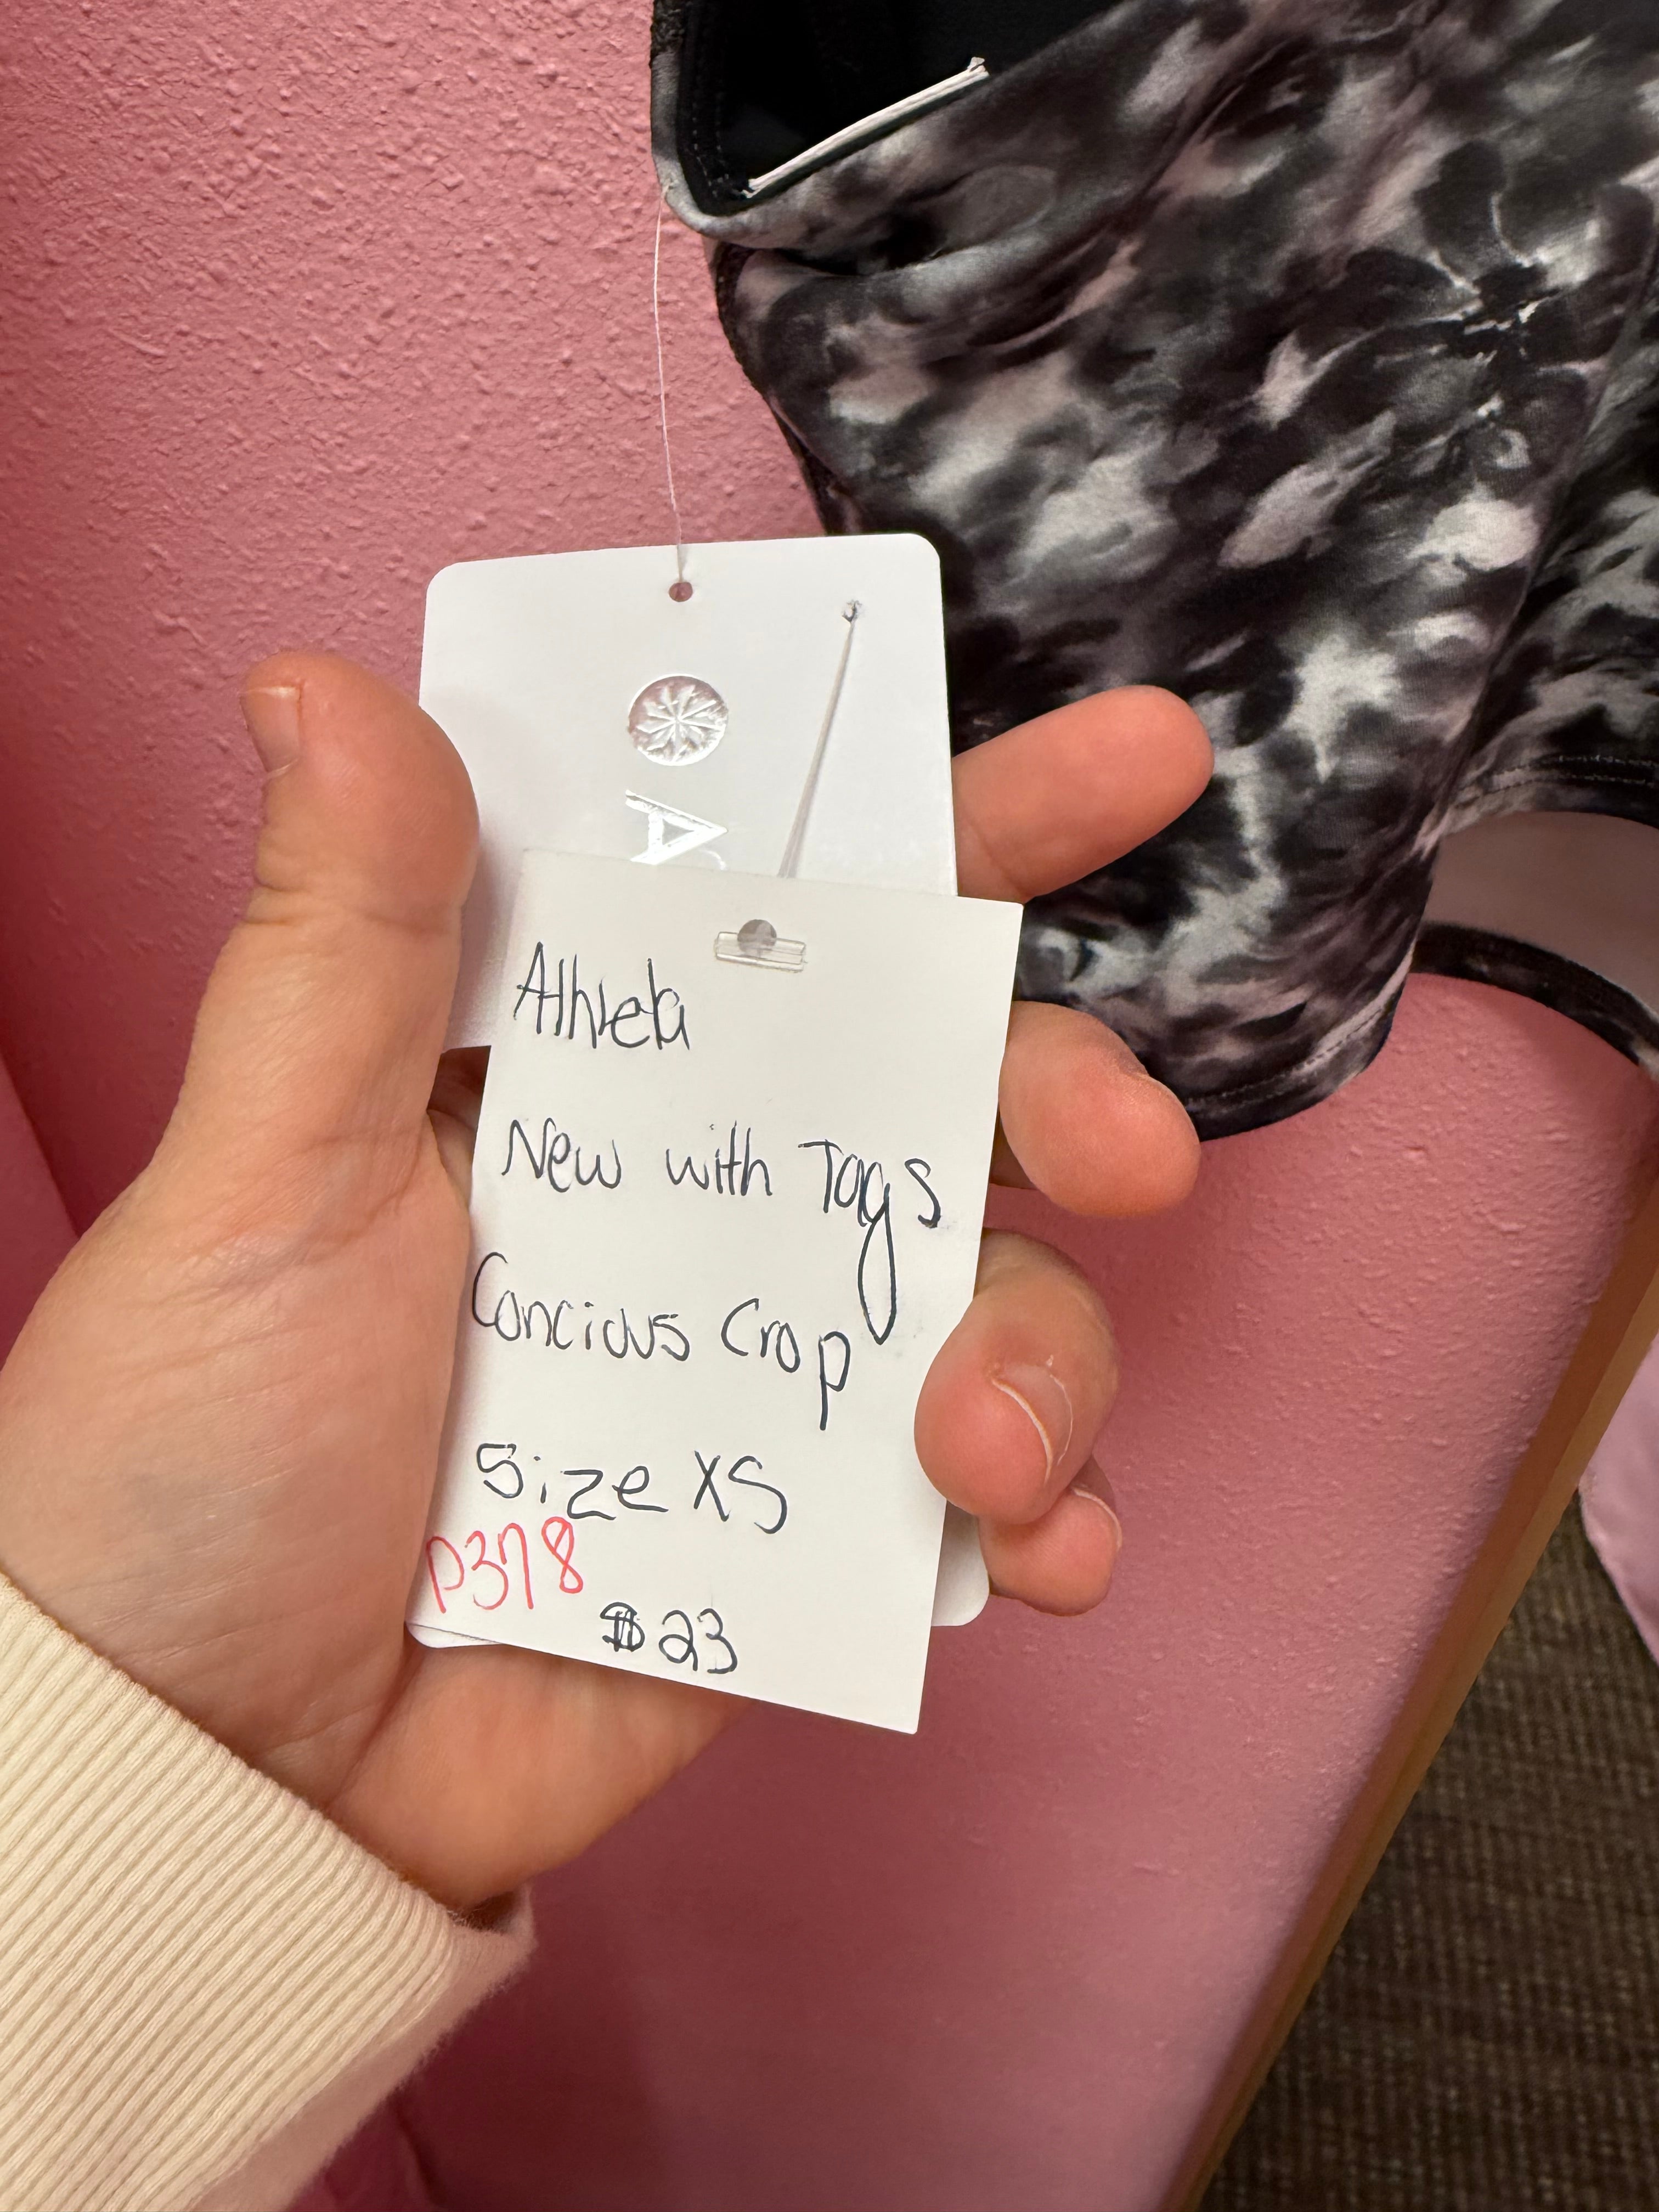 A
Athleta
New with Tags
Concious Crop
Size XS
P378
$23